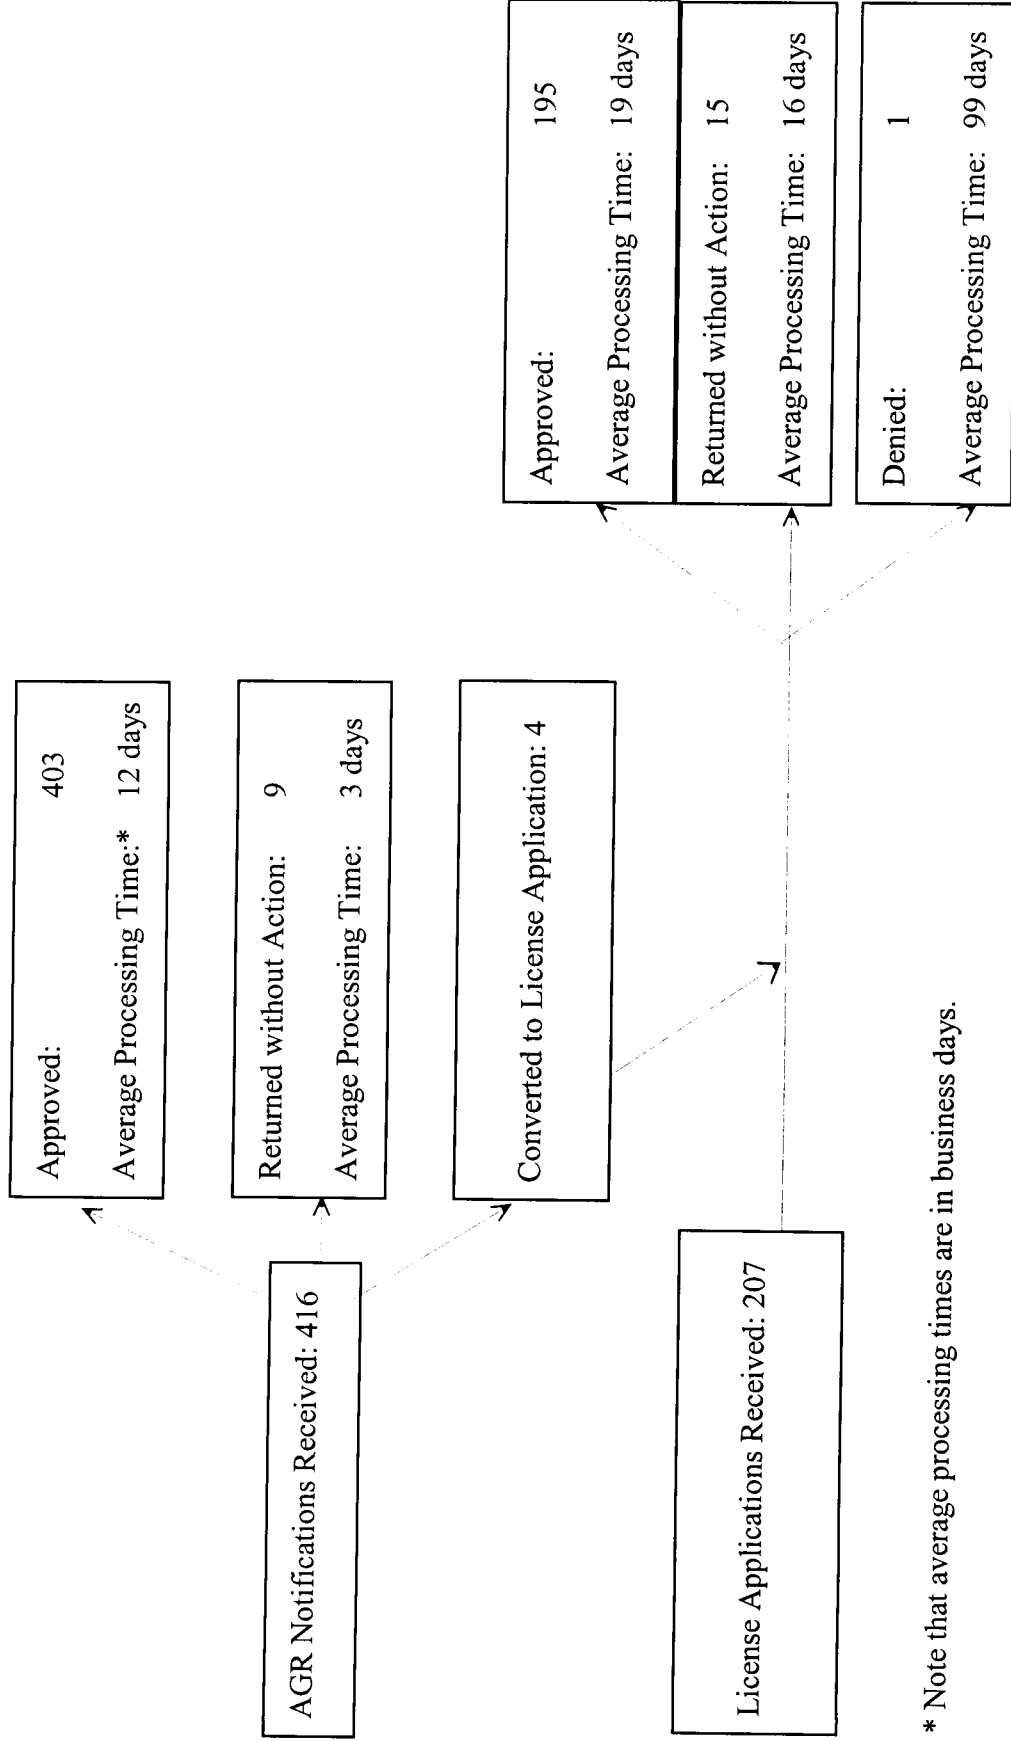 AGR Notifications Received: 416
Approved: 403
Average Processing Time:* 12 days
Returned without Action: 9
Average Processing Time: 3 days
Converted to License Application: 4
License Applications Received: 207
Approved: 195
Average Processing Time: 19 days
Returned without Action: 15
Average Processing Time: 16 days
Denied: 1
Average Processing Time: 99 days
* Note that average processing times are in business days.